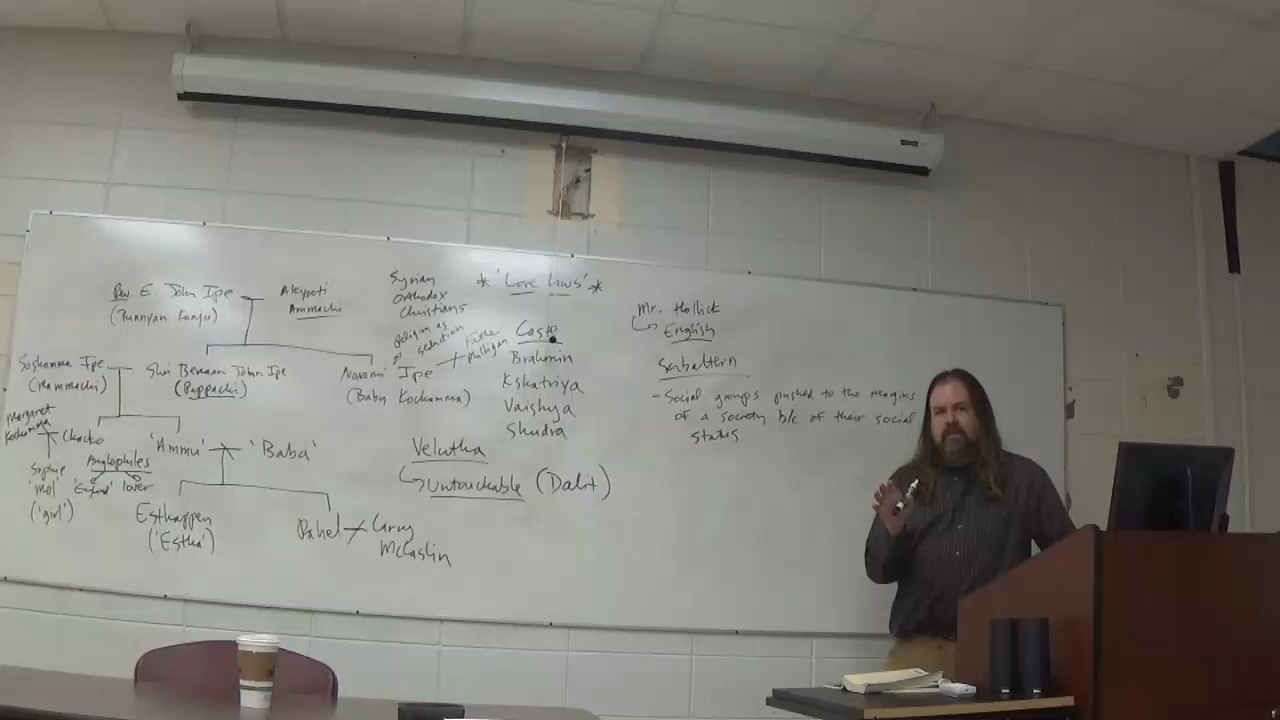 Rev. E. John Ipe
(Punnyan Kunju)
Aleyooti
Ammachi
Soshamma Ipe
(Mammachi)
Shri Benaan John Ipe
(Pappachi)
Navomi Ipe
(Baby Kochamma)
Father
Mulligan
Margaret
Kochamma
Chacko
'Ammu'
'Baba'
Sophie
'mol'
('girl')
Anglophiles
lover
Esthappen
('Estha')
Rahel
Larry
McCaslin
Syrian
Orthodox
Christians
Religion as
seduction
* 'Love Laws' *
Caste
Brahmin
Kshatriya
Vaishya
Shudra
Velutha
Untouchable (Dalit)
Mr. Hollick
English
Subaltern
- Social groups pushed to the margins
of a society b/c of their social
status